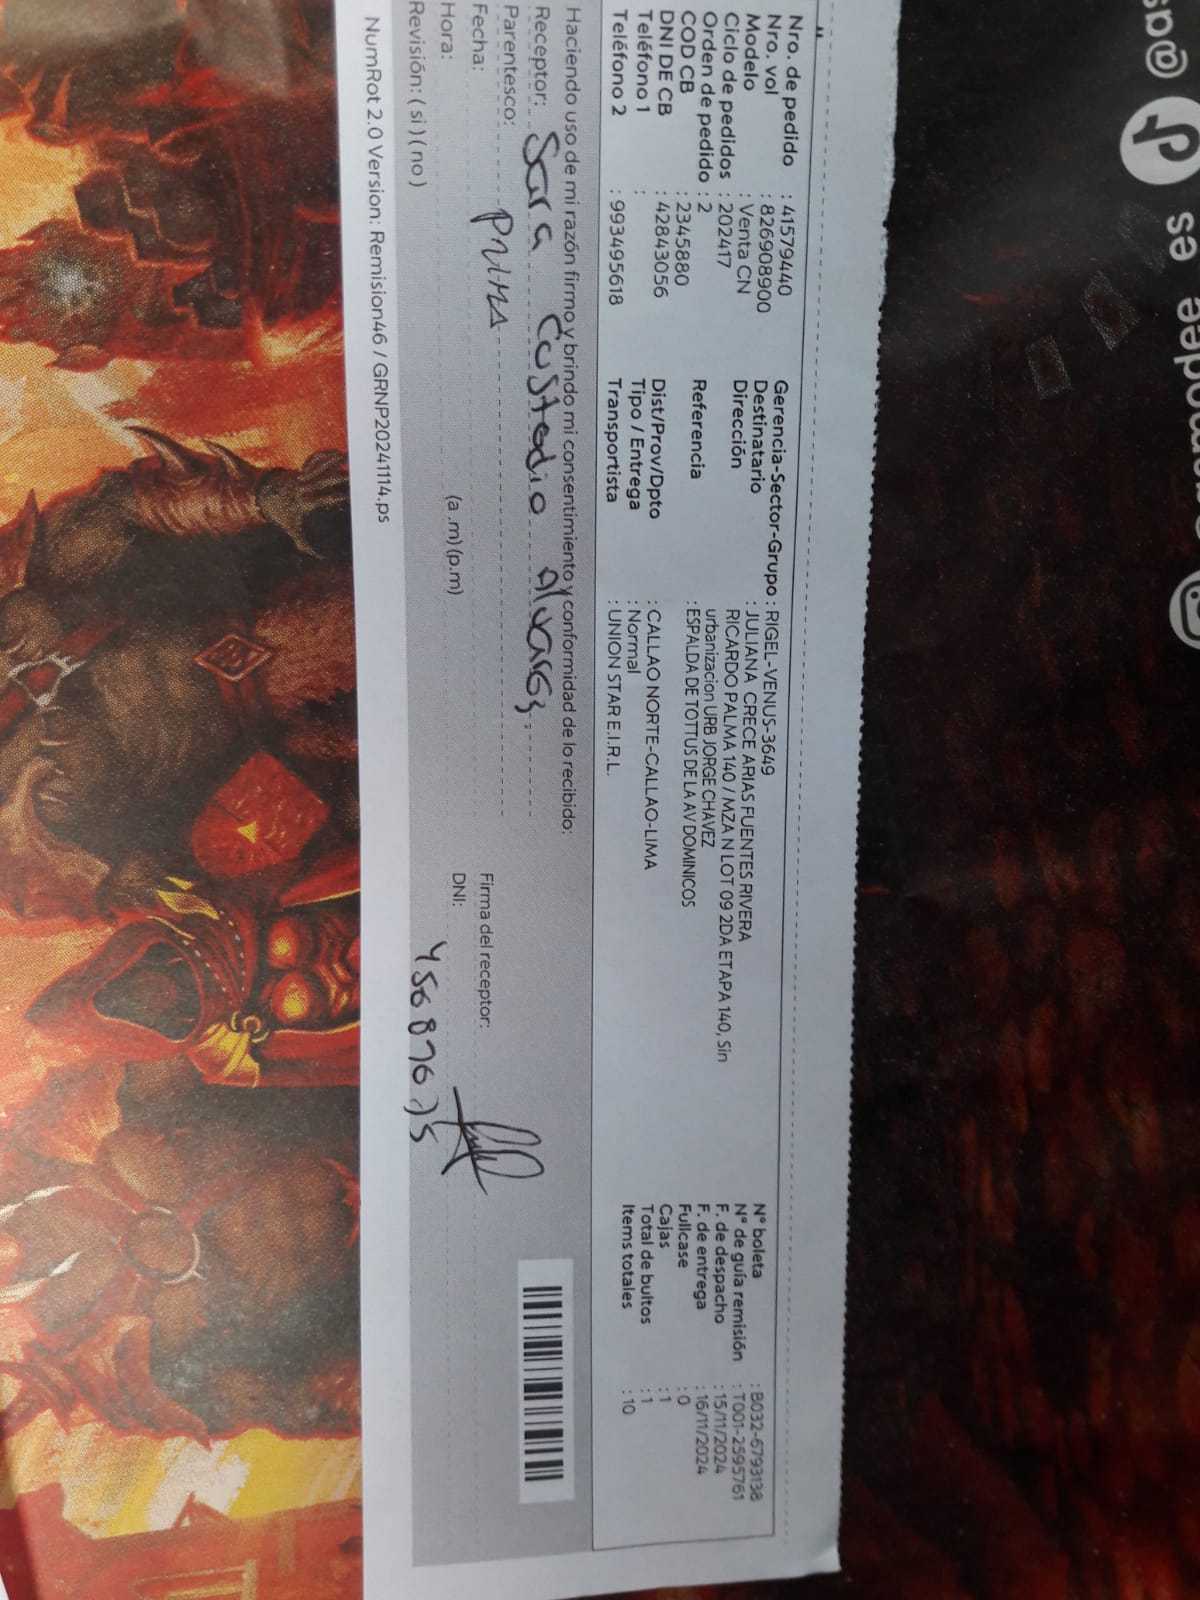 Nro. de pedido : 41579440
Nro. vol : 826908900
Modelo : Venta CN
Ciclo de pedidos : 202417
Orden de pedido : 2
COD CB : 2345880
DNI DE CB : 42843056
Teléfono 1 :
Teléfono 2 : 993495618
Gerencia-Sector-Grupo : RIGEL-VENUS-3649
Destinatario : JULIANA CRECE ARIAS FUENTES RIVERA
Dirección RICARDO PALMA 140 / MZA N LOT 09 2DA ETAPA 140, Sin
urbanizacion URB JORGE CHAVEZ
Referencia : ESPALDA DE TOTTUS DE LA AV DOMINICOS
Dist/Prov/Dpto : CALLAO NORTE-CALLAO-LIMA
Tipo / Entrega : Normal
Transportista : UNION STAR E.I.R.L.
N° boleta : B032-6793138
N° de guía remisión : T001-2595761
F. de despacho : 15/11/2024
F. de entrega : 16/11/2024
Fullcase : 0
Cajas : 1
Total de bultos : 1
Items totales : 10
Haciendo uso de mi razón firmo y brindo mi consentimiento y conformidad de lo recibido:
Receptor: Sara Custodio
Parentesco: Prima
Fecha:
Hora: (a .m) (p.m)
Revisión: ( si ) ( no )
Firma del receptor:
DNI:
NumRot 2.0 Version: Remision46 / GRNP20241114.ps